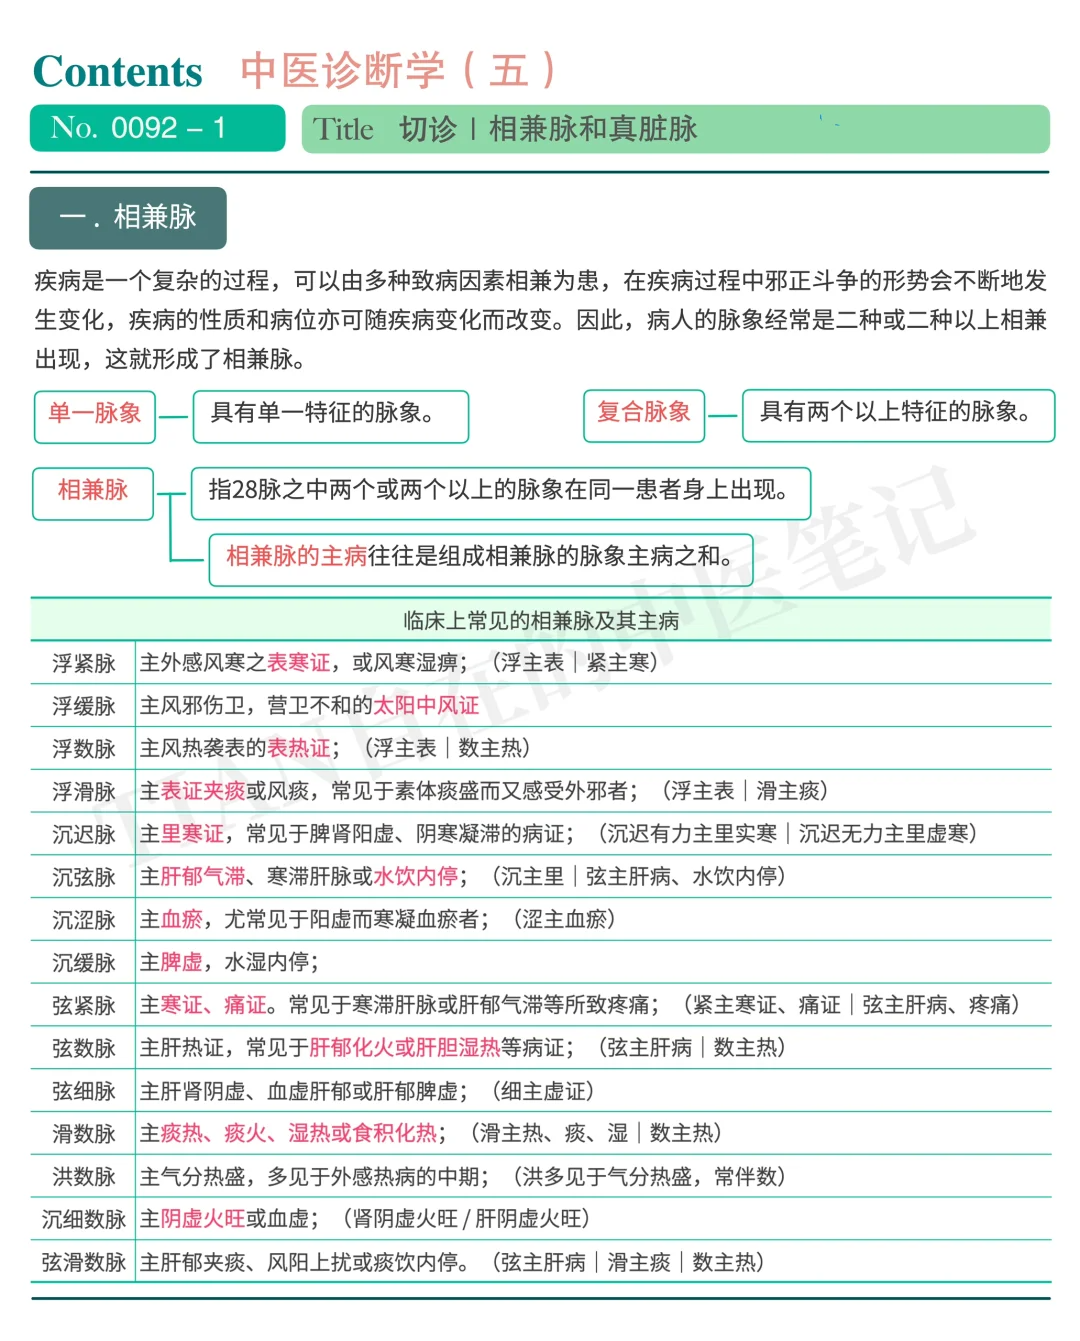 Contents 中医诊断学（五）
No. 0092 – 1 Title 切诊 | 相兼脉和真脏脉
一. 相兼脉
疾病是一个复杂的过程，可以由多种致病因素相兼为患，在疾病过程中邪正斗争的形势会不断地发
生变化，疾病的性质和病位亦可随疾病变化而改变。因此，病人的脉象经常是二种或二种以上相兼
出现，这就形成了相兼脉。
单一脉象 具有单一特征的脉象。 复合脉象 具有两个以上特征的脉象。
相兼脉 指28脉之中两个或两个以上的脉象在同一患者身上出现。
相兼脉的主病往往是组成相兼脉的脉象主病之和。
临床上常见的相兼脉及其主病
浮紧脉 主外感风寒之表寒证，或风寒湿痹；（浮主表｜紧主寒）
浮缓脉 主风邪伤卫，营卫不和的太阳中风证
浮数脉 主风热袭表的表热证；（浮主表｜数主热）
浮滑脉 主表证夹痰或风痰，常见于素体痰盛而又感受外邪者；（浮主表｜滑主痰）
沉迟脉 主里寒证，常见于脾肾阳虚、阴寒凝滞的病证；（沉迟有力主里实寒｜沉迟无力主里虚寒）
沉弦脉 主肝郁气滞、寒滞肝脉或水饮内停；（沉主里｜弦主肝病、水饮内停）
沉涩脉 主血瘀，尤常见于阳虚而寒凝血瘀者；（涩主血瘀）
沉缓脉 主脾虚，水湿内停；
弦紧脉 主寒证、痛证。常见于寒滞肝脉或肝郁气滞等所致疼痛；（紧主寒证、痛证｜弦主肝病、疼痛）
弦数脉 主肝热证，常见于肝郁化火或肝胆湿热等病证；（弦主肝病｜数主热）
弦细脉 主肝肾阴虚、血虚肝郁或肝郁脾虚；（细主虚证）
滑数脉 主痰热、痰火、湿热或食积化热；（滑主热、痰、湿｜数主热）
洪数脉 主气分热盛，多见于外感热病的中期；（洪多见于气分热盛，常伴数）
沉细数脉 主阴虚火旺或血虚；（肾阴虚火旺 / 肝阴虚火旺）
弦滑数脉 主肝郁夹痰、风阳上扰或痰饮内停。（弦主肝病｜滑主痰｜数主热）
TIAN自在的中医笔记